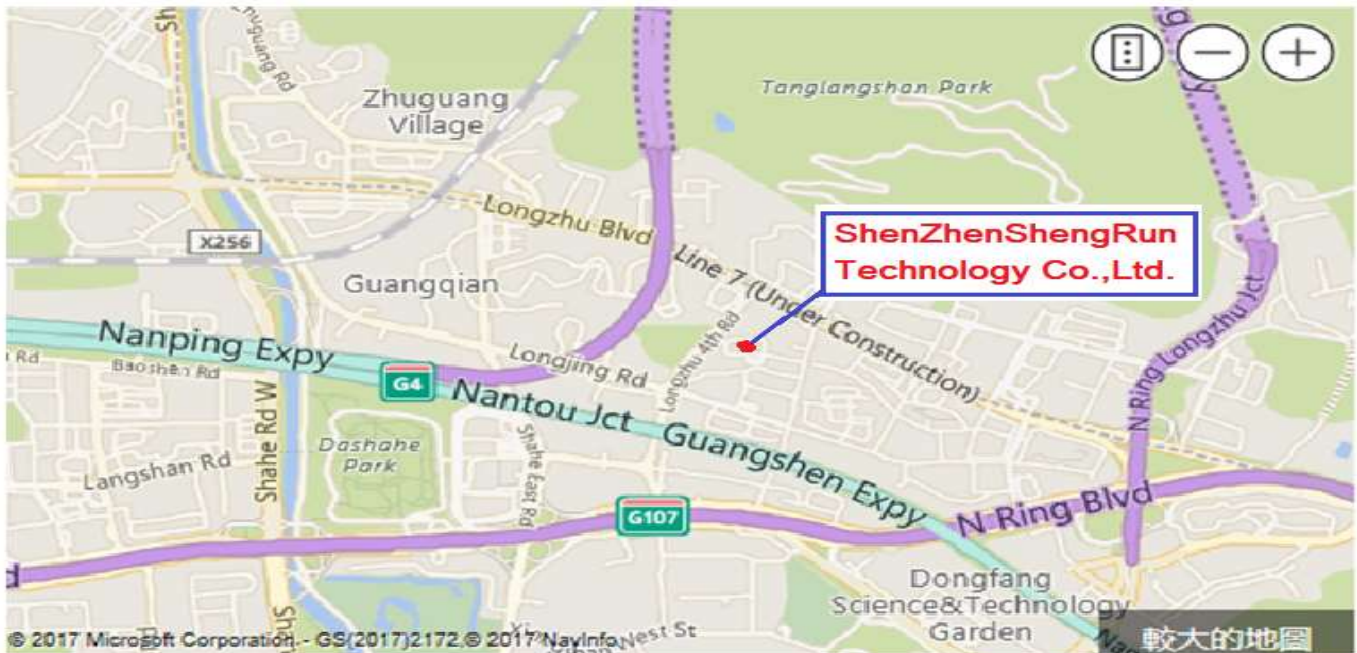 Zhuguang
Village
Tanglangshan Park
Longzhu Blvd
X256
Line 7 (Under Construction)
ShenZhenShengRun
Technology Co.,Ltd.
Guangqian
N Ring Longzhu Jct
Longzhu 4th Rd
Nanping Expy
Longjing Rd
Baoshen Rd
Rd
G4
Nantou Jct
Guangshen Expy
Shahe Rd W
Dashahe
Park
Shahe East Rd
Langshan Rd
G107
N Ring Blvd
Dongfang
Science&Technology
Garden
© 2017 Microsoft Corporation - GS(2017)2172,© 2017 NavInfo
Nest St
較大的地圖